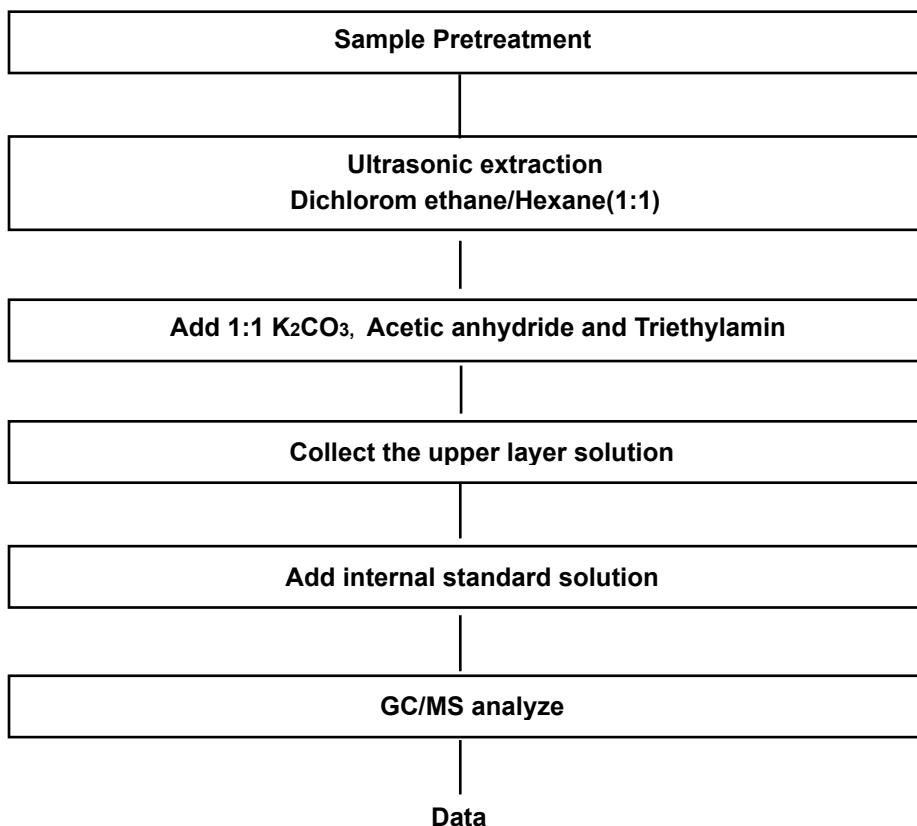 Sample Pretreatment
Ultrasonic extraction
Dichlorom ethane/Hexane(1:1)
Add 1:1 K₂CO₃, Acetic anhydride and Triethylamin
Collect the upper layer solution
Add internal standard solution
GC/MS analyze
Data